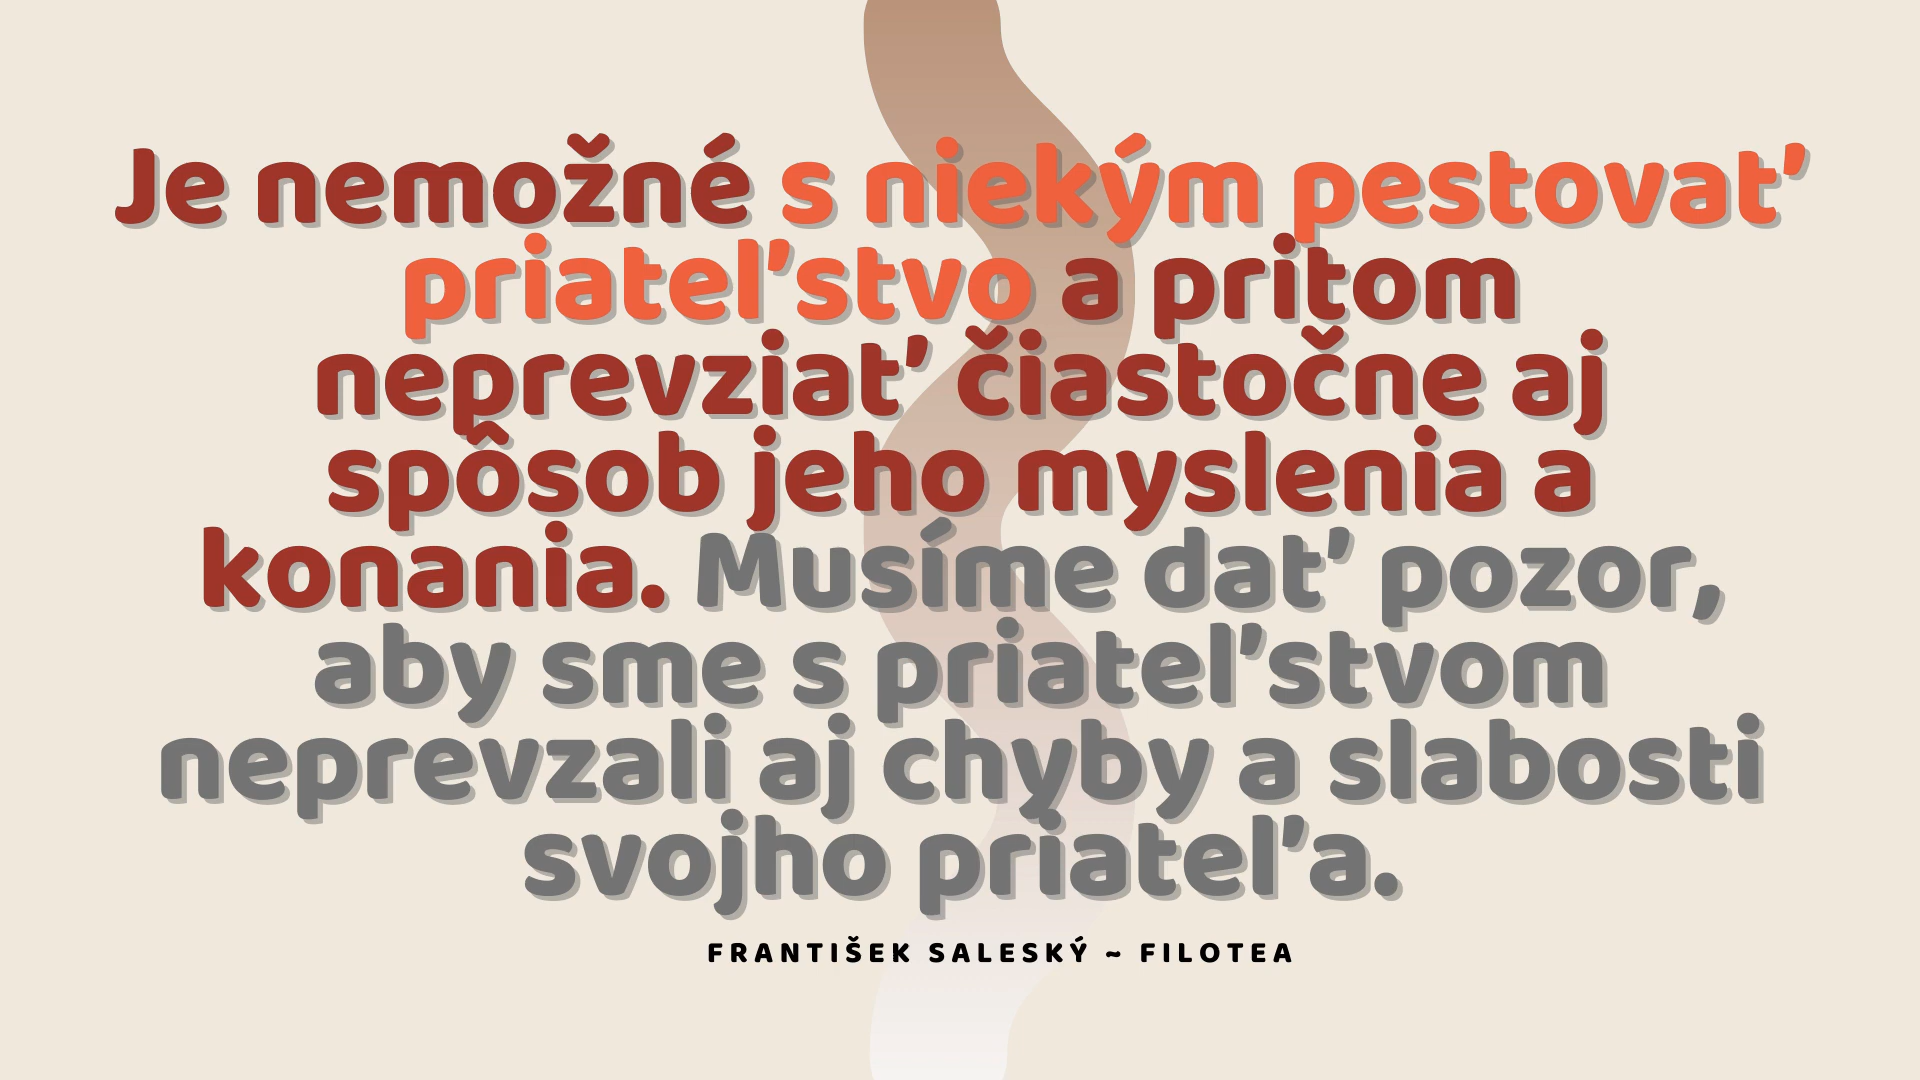 Je nemožné s niekým pestovať
priateľstvo a pritom
neprevziať čiastočne aj
spôsob jeho myslenia a
konania. Musíme dať pozor,
aby sme s priateľstvom
neprevzali aj chyby a slabosti
svojho priateľa.
FRANTIŠEK SALESKÝ ~ FILOTEA